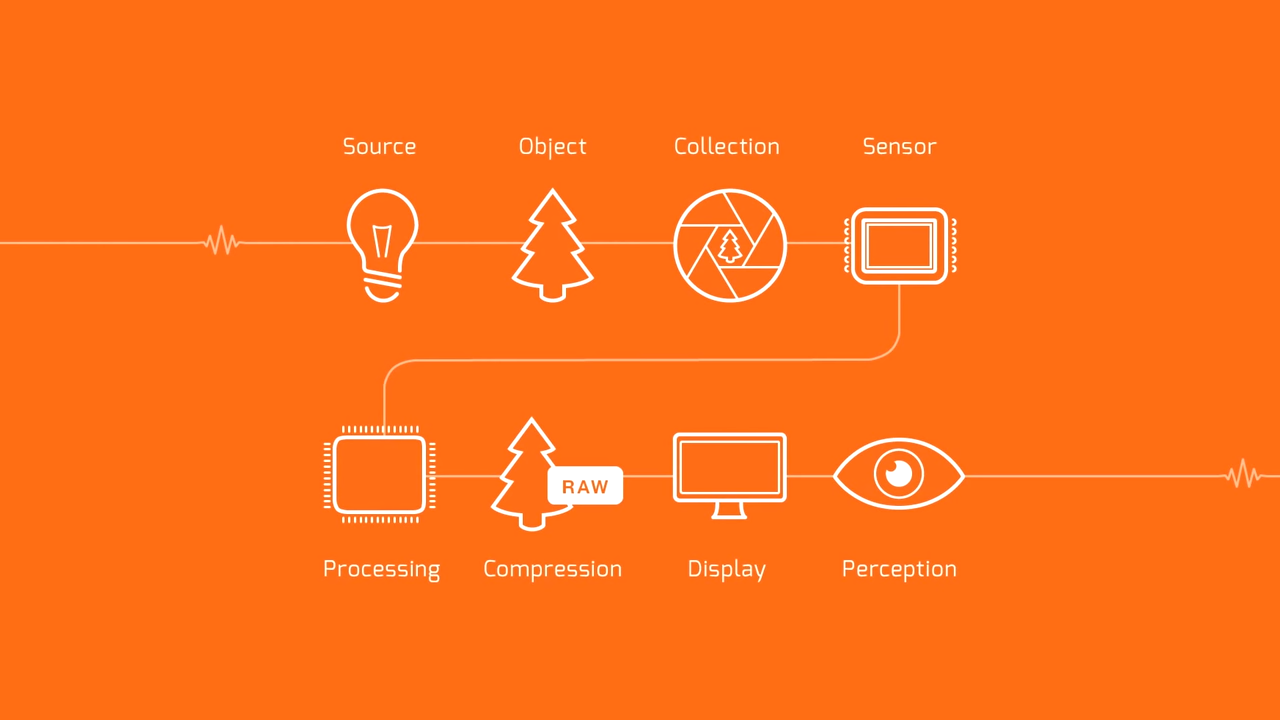 Source
Object
Collection
Sensor
RAW
Processing
Compression
Display
Perception